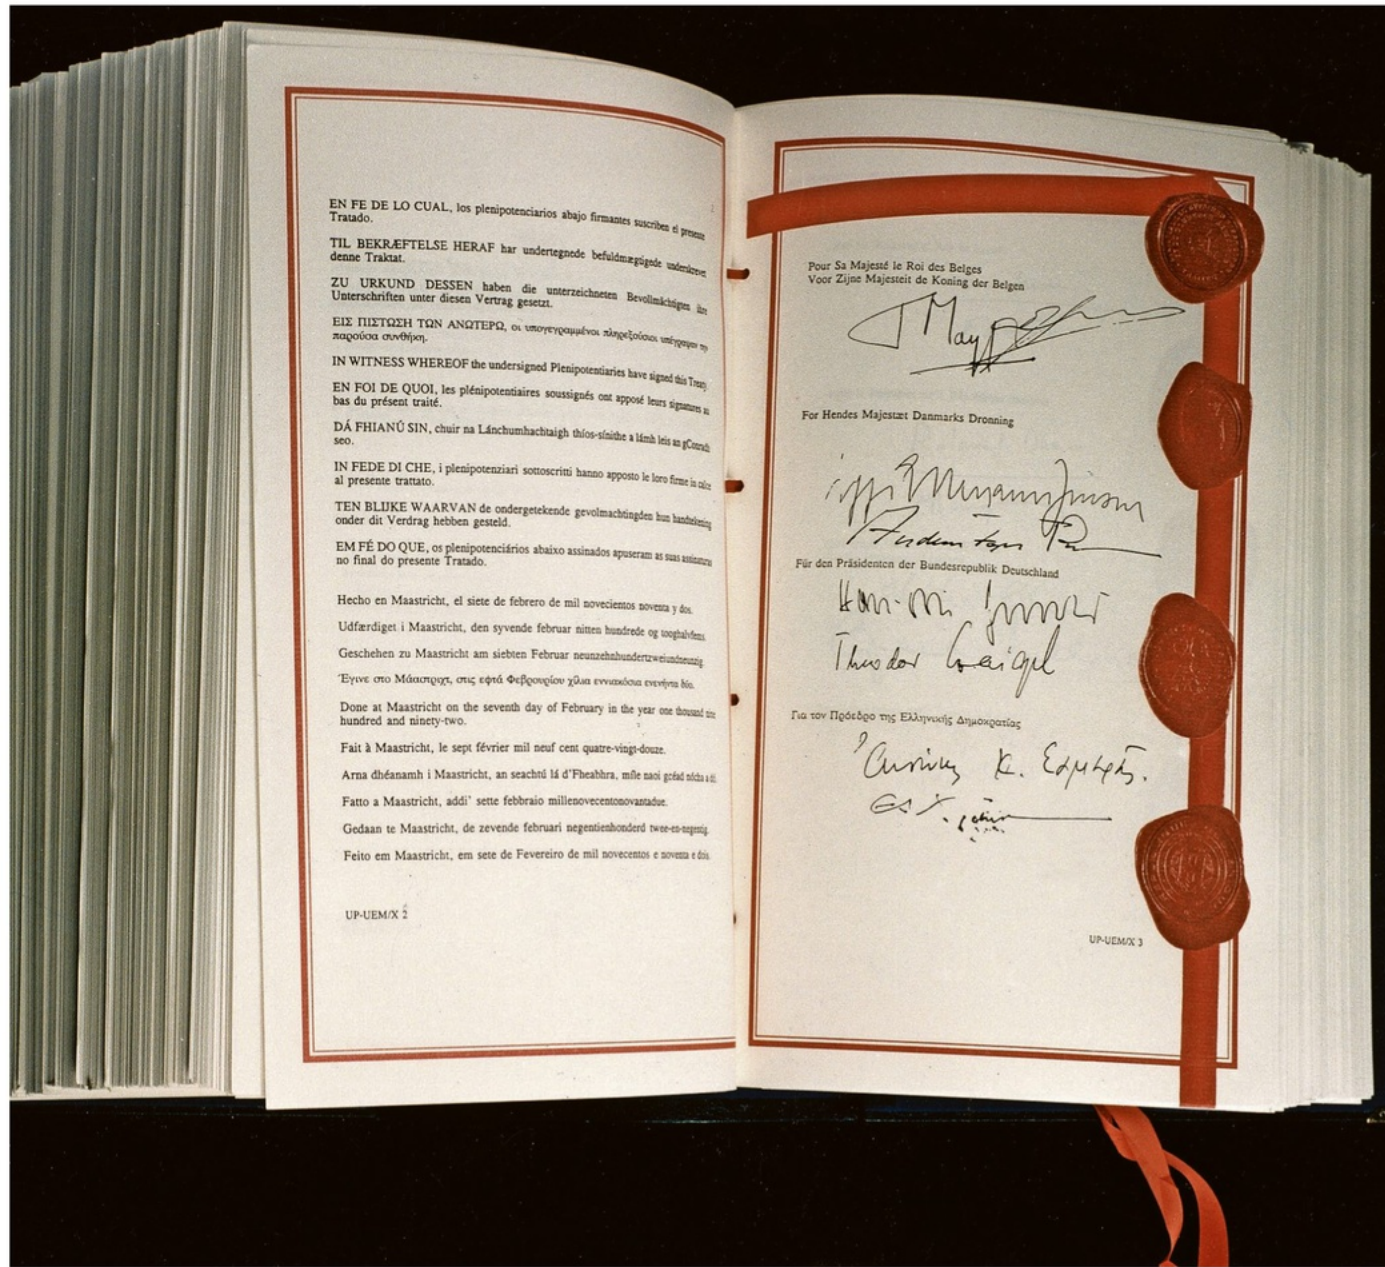 EN FE DE LO CUAL, los plenipotenciarios abajo firmantes suscriben el presente
Tratado.
TIL BEKRÆFTELSE HERAF har undertegnede befuldmægtigede underskrevet
denne Traktat.
ZU URKUND DESSEN haben die unterzeichneten Bevollmächtigten ihre
Unterschriften unter diesen Vertrag gesetzt.
ΕΙΣ ΠΙΣΤΩΣΗ ΤΩΝ ΑΝΩΤΕΡΩ, οι υπογεγραμμένοι πληρεξούσιοι υπέγραψαν την
παρούσα συνθήκη.
IN WITNESS WHEREOF the undersigned Plenipotentiaries have signed this Treaty.
EN FOI DE QUOI, les plénipotentiaires soussignés ont apposé leurs signatures au
bas du présent traité.
DÁ FHIANÚ SIN, chuir na Lánchumhachtaigh thíos-sínithe a lámh leis an gConradh
seo.
IN FEDE DI CHE, i plenipotenziari sottoscritti hanno apposto le loro firme in calce
al presente trattato.
TEN BLIJKE WAARVAN de ondergetekende gevolmachtigden hun handtekening
onder dit Verdrag hebben gesteld.
EM FÉ DO QUE, os plenipotenciários abaixo assinados apuseram as suas assinaturas
no final do presente Tratado.
Hecho en Maastricht, el siete de febrero de mil novecientos noventa y dos.
Udfærdiget i Maastricht, den syvende februar nitten hundrede og tooghalvfems.
Geschehen zu Maastricht am siebten Februar neunzehnhundertzweiundneunzig.
Έγινε στο Μάαστριχτ, στις εφτά Φεβρουρίου χίλια εννιακόσια ενενήντα δύο.
Done at Maastricht on the seventh day of February in the year one thousand nine
hundred and ninety-two.
Fait à Maastricht, le sept février mil neuf cent quatre-vingt-douze.
Arna dhéanamh i Maastricht, an seachtú lá d'Fheabhra, míle naoi gcéad nócha a dó.
Fatto a Maastricht, addi' sette febbraio millenovecentonovantadue.
Gedaan te Maastricht, de zevende februari negentienhonderd twee-en-negentig.
Feito em Maastricht, em sete de Fevereiro de mil novecentos e noventa e dois.
UP-UEM/X 2
Pour Sa Majesté le Roi des Belges
Voor Zijne Majesteit de Koning der Belgen
For Hendes Majestæt Danmarks Dronning
Für den Präsidenten der Bundesrepublik Deutschland
Theodor Waigel
Για τον Πρόεδρο της Ελληνικής Δημοκρατίας
UP-UEM/X 3